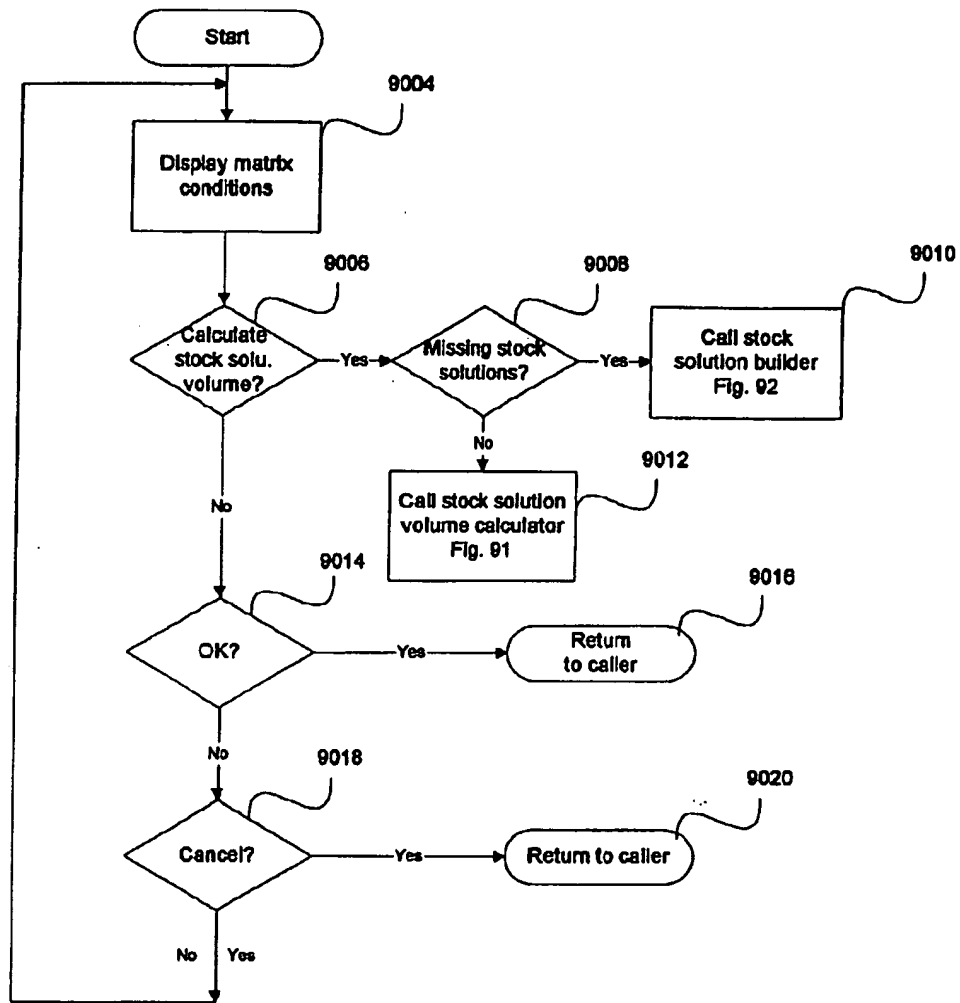 Start
9004
Display matrix
conditions
9006
9008
9010
Calculate
stock solu.
volume?
Yes
Missing stock
solutions?
Yes
Call stock
solution builder
Fig. 92
No
No
9012
Call stock solution
volume calculator
Fig. 91
9014
9016
OK?
Yes
Return
to caller
No
9018
9020
Cancel?
Yes
Return to caller
No
Yes